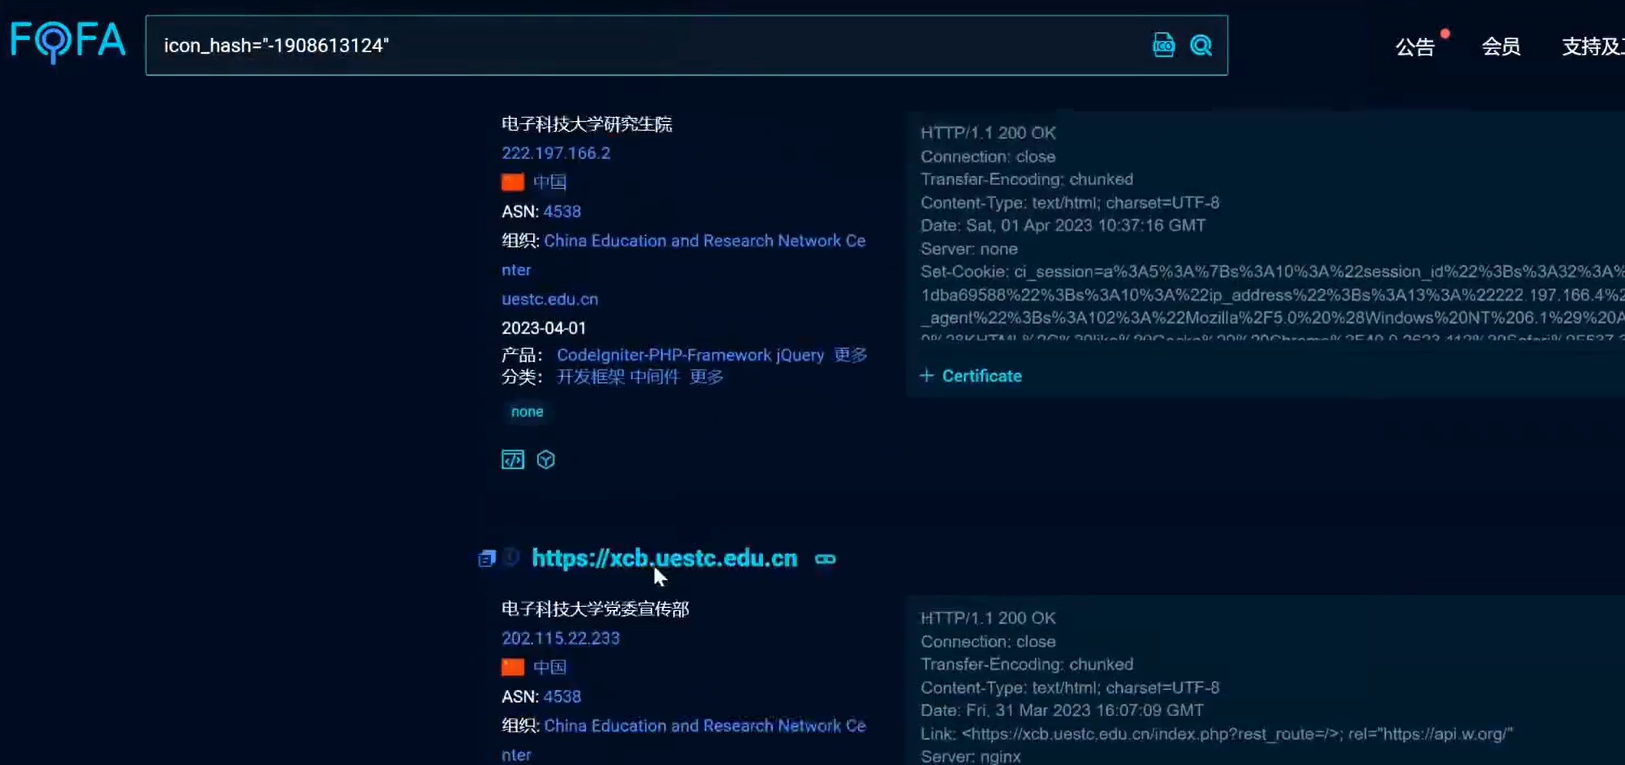 FOFA
icon_hash="-1908613124"
ICO
公告
会员
支持及
电子科技大学研究生院
222.197.166.2
中国
ASN: 4538
组织: China Education and Research Network Ce
nter
uestc.edu.cn
2023-04-01
产品： CodeIgniter-PHP-Framework jQuery 更多
分类： 开发框架 中间件 更多
none
HTTP/1.1 200 OK
Connection: close
Transfer-Encoding: chunked
Content-Type: text/html; charset=UTF-8
Date: Sat, 01 Apr 2023 10:37:16 GMT
Server: none
Set-Cookie: ci_session=a%3A5%3A%7Bs%3A10%3A%22session_id%22%3Bs%3A32%3A%
1dba69588%22%3Bs%3A10%3A%22ip_address%22%3Bs%3A13%3A%22222.197.166.4%2
_agent%22%3Bs%3A102%3A%22Mozilla%2F5.0%20%28Windows%20NT%206.1%29%20A
+ Certificate
https://xcb.uestc.edu.cn
电子科技大学党委宣传部
202.115.22.233
中国
ASN: 4538
组织: China Education and Research Network Ce
nter
HTTP/1.1 200 OK
Connection: close
Transfer-Encoding: chunked
Content-Type: text/html; charset=UTF-8
Date: Fri, 31 Mar 2023 16:07:09 GMT
Link: <https://xcb.uestc.edu.cn/index.php?rest_route=/>; rel="https://api.w.org/"
Server: nginx